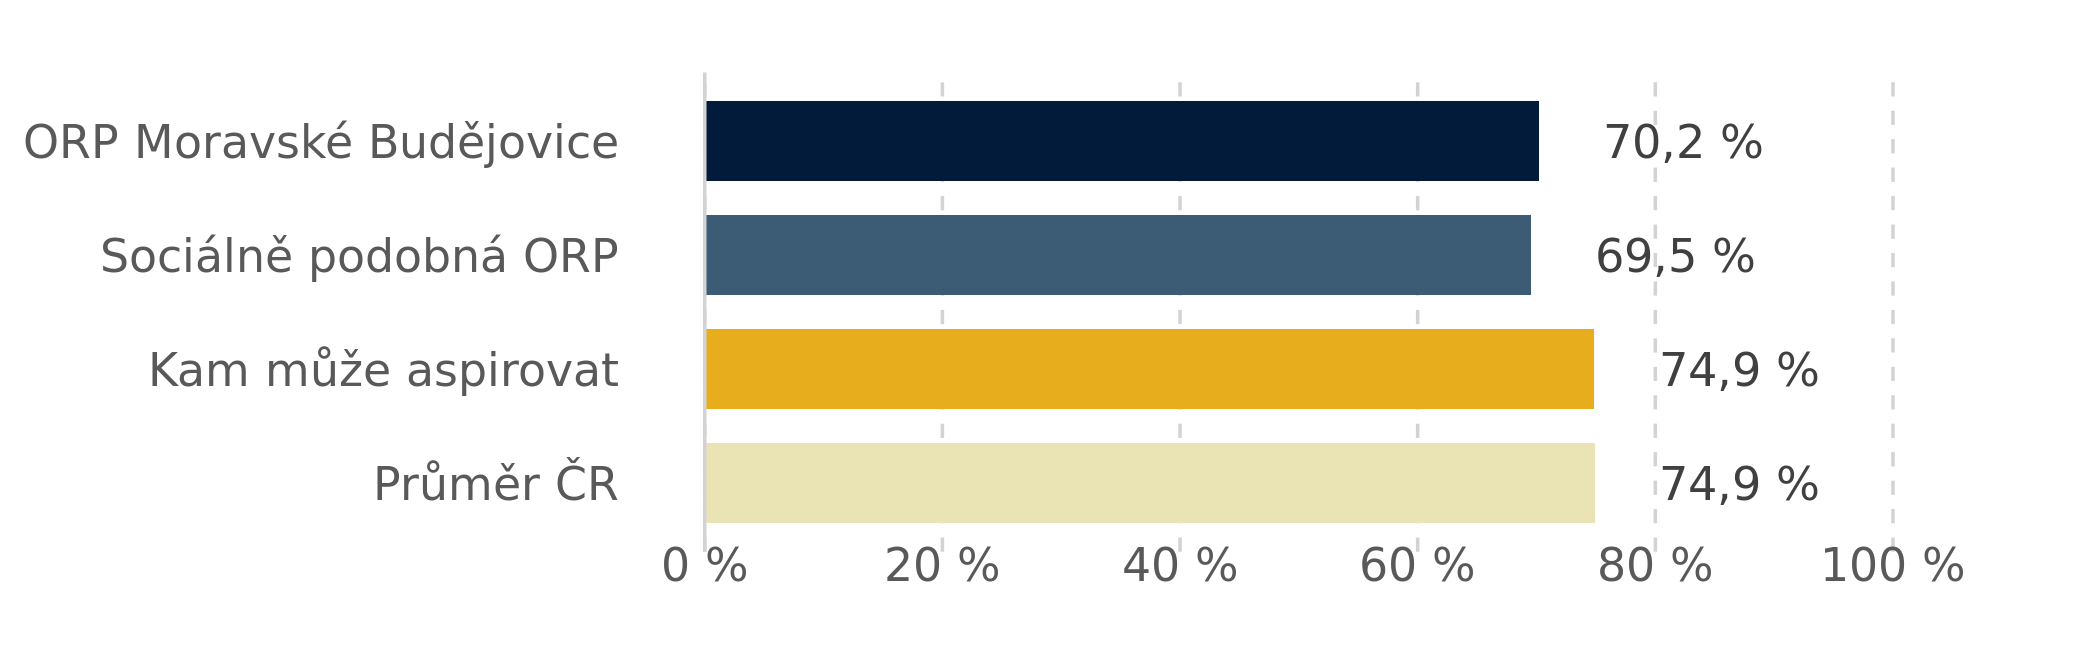 ORP Moravské Budějovice 70,2 %
Sociálně podobná ORP 69,5 %
Kam může aspirovat 74,9 %
Průměr ČR 74,9 %
0 % 20 % 40 % 60 % 80 % 100 %